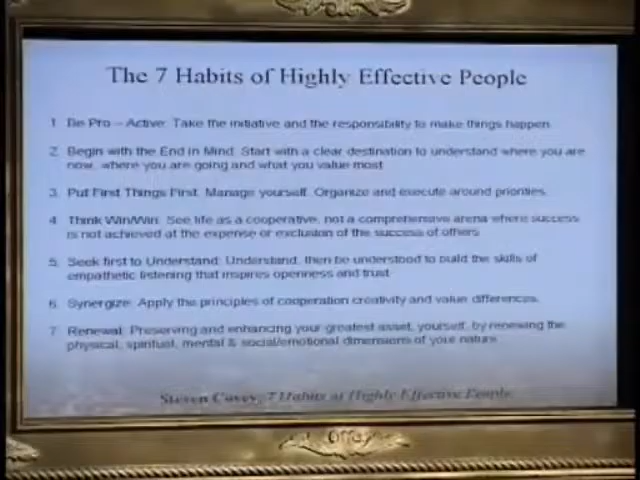 The 7 Habits of Highly Effective People
1. Be Pro – Active: Take the initiative and the responsibility to make things happen.
2. Begin with the End in Mind: Start with a clear destination to understand where you are
now, where you are going and what you value most
3. Put First Things First: Manage yourself. Organize and execute around priorities.
4. Think Win/Win: See life as a cooperative, not a comprehensive arena where success
is not achieved at the expense or exclusion of the success of others
5. Seek first to Understand: Understand, then be understood to build the skills of
empathetic listening that inspires openness and trust
6. Synergize: Apply the principles of cooperation creativity and value differences.
7. Renewal: Preserving and enhancing your greatest asset, yourself, by renewing the
physical, spiritual, mental & social/emotional dimensions of your nature
Steven Covey, 7 Habits of Highly Effective People